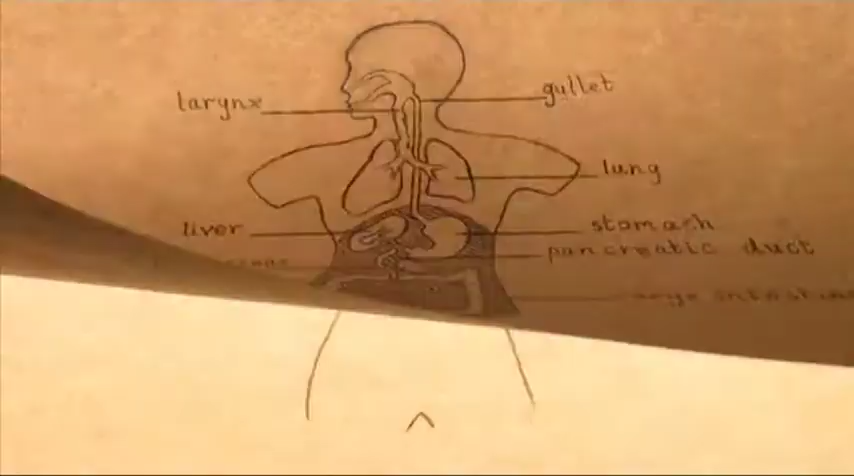 larynx
gullet
lung
liver
stomach
pancreatic duct